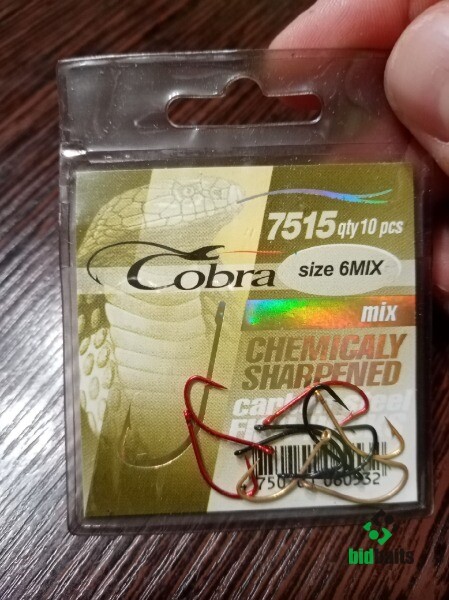 7515 qty 10 pcs
Cobra
size 6MIX
mix
CHEMICALY
SHARPENED
bidbaits